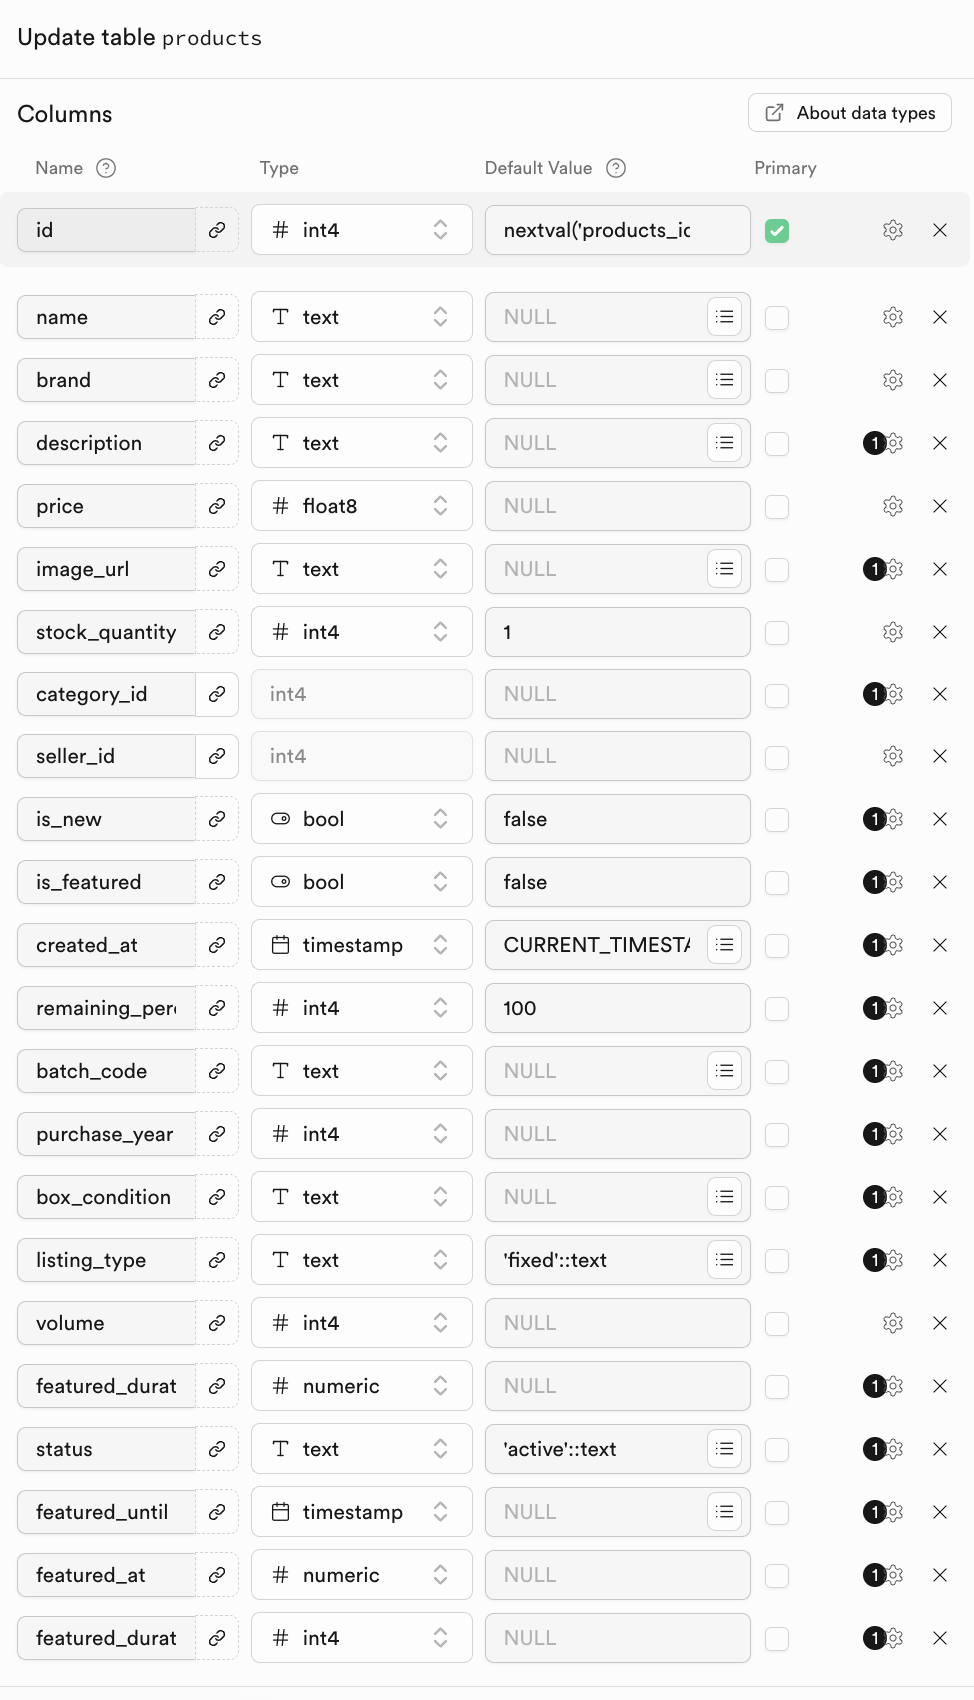 Update table products
Columns
About data types
Name Type Default Value Primary
id int4 nextval('products_ic
name text NULL
brand text NULL
description text NULL 1
price float8 NULL
image_url text NULL 1
stock_quantity int4 1
category_id int4 NULL 1
seller_id int4 NULL
is_new bool false 1
is_featured bool false 1
created_at timestamp CURRENT_TIMESTA 1
remaining_per int4 100 1
batch_code text NULL 1
purchase_year int4 NULL 1
box_condition text NULL 1
listing_type text 'fixed'::text 1
volume int4 NULL
featured_durat numeric NULL 1
status text 'active'::text 1
featured_until timestamp NULL 1
featured_at numeric NULL 1
featured_durat int4 NULL 1